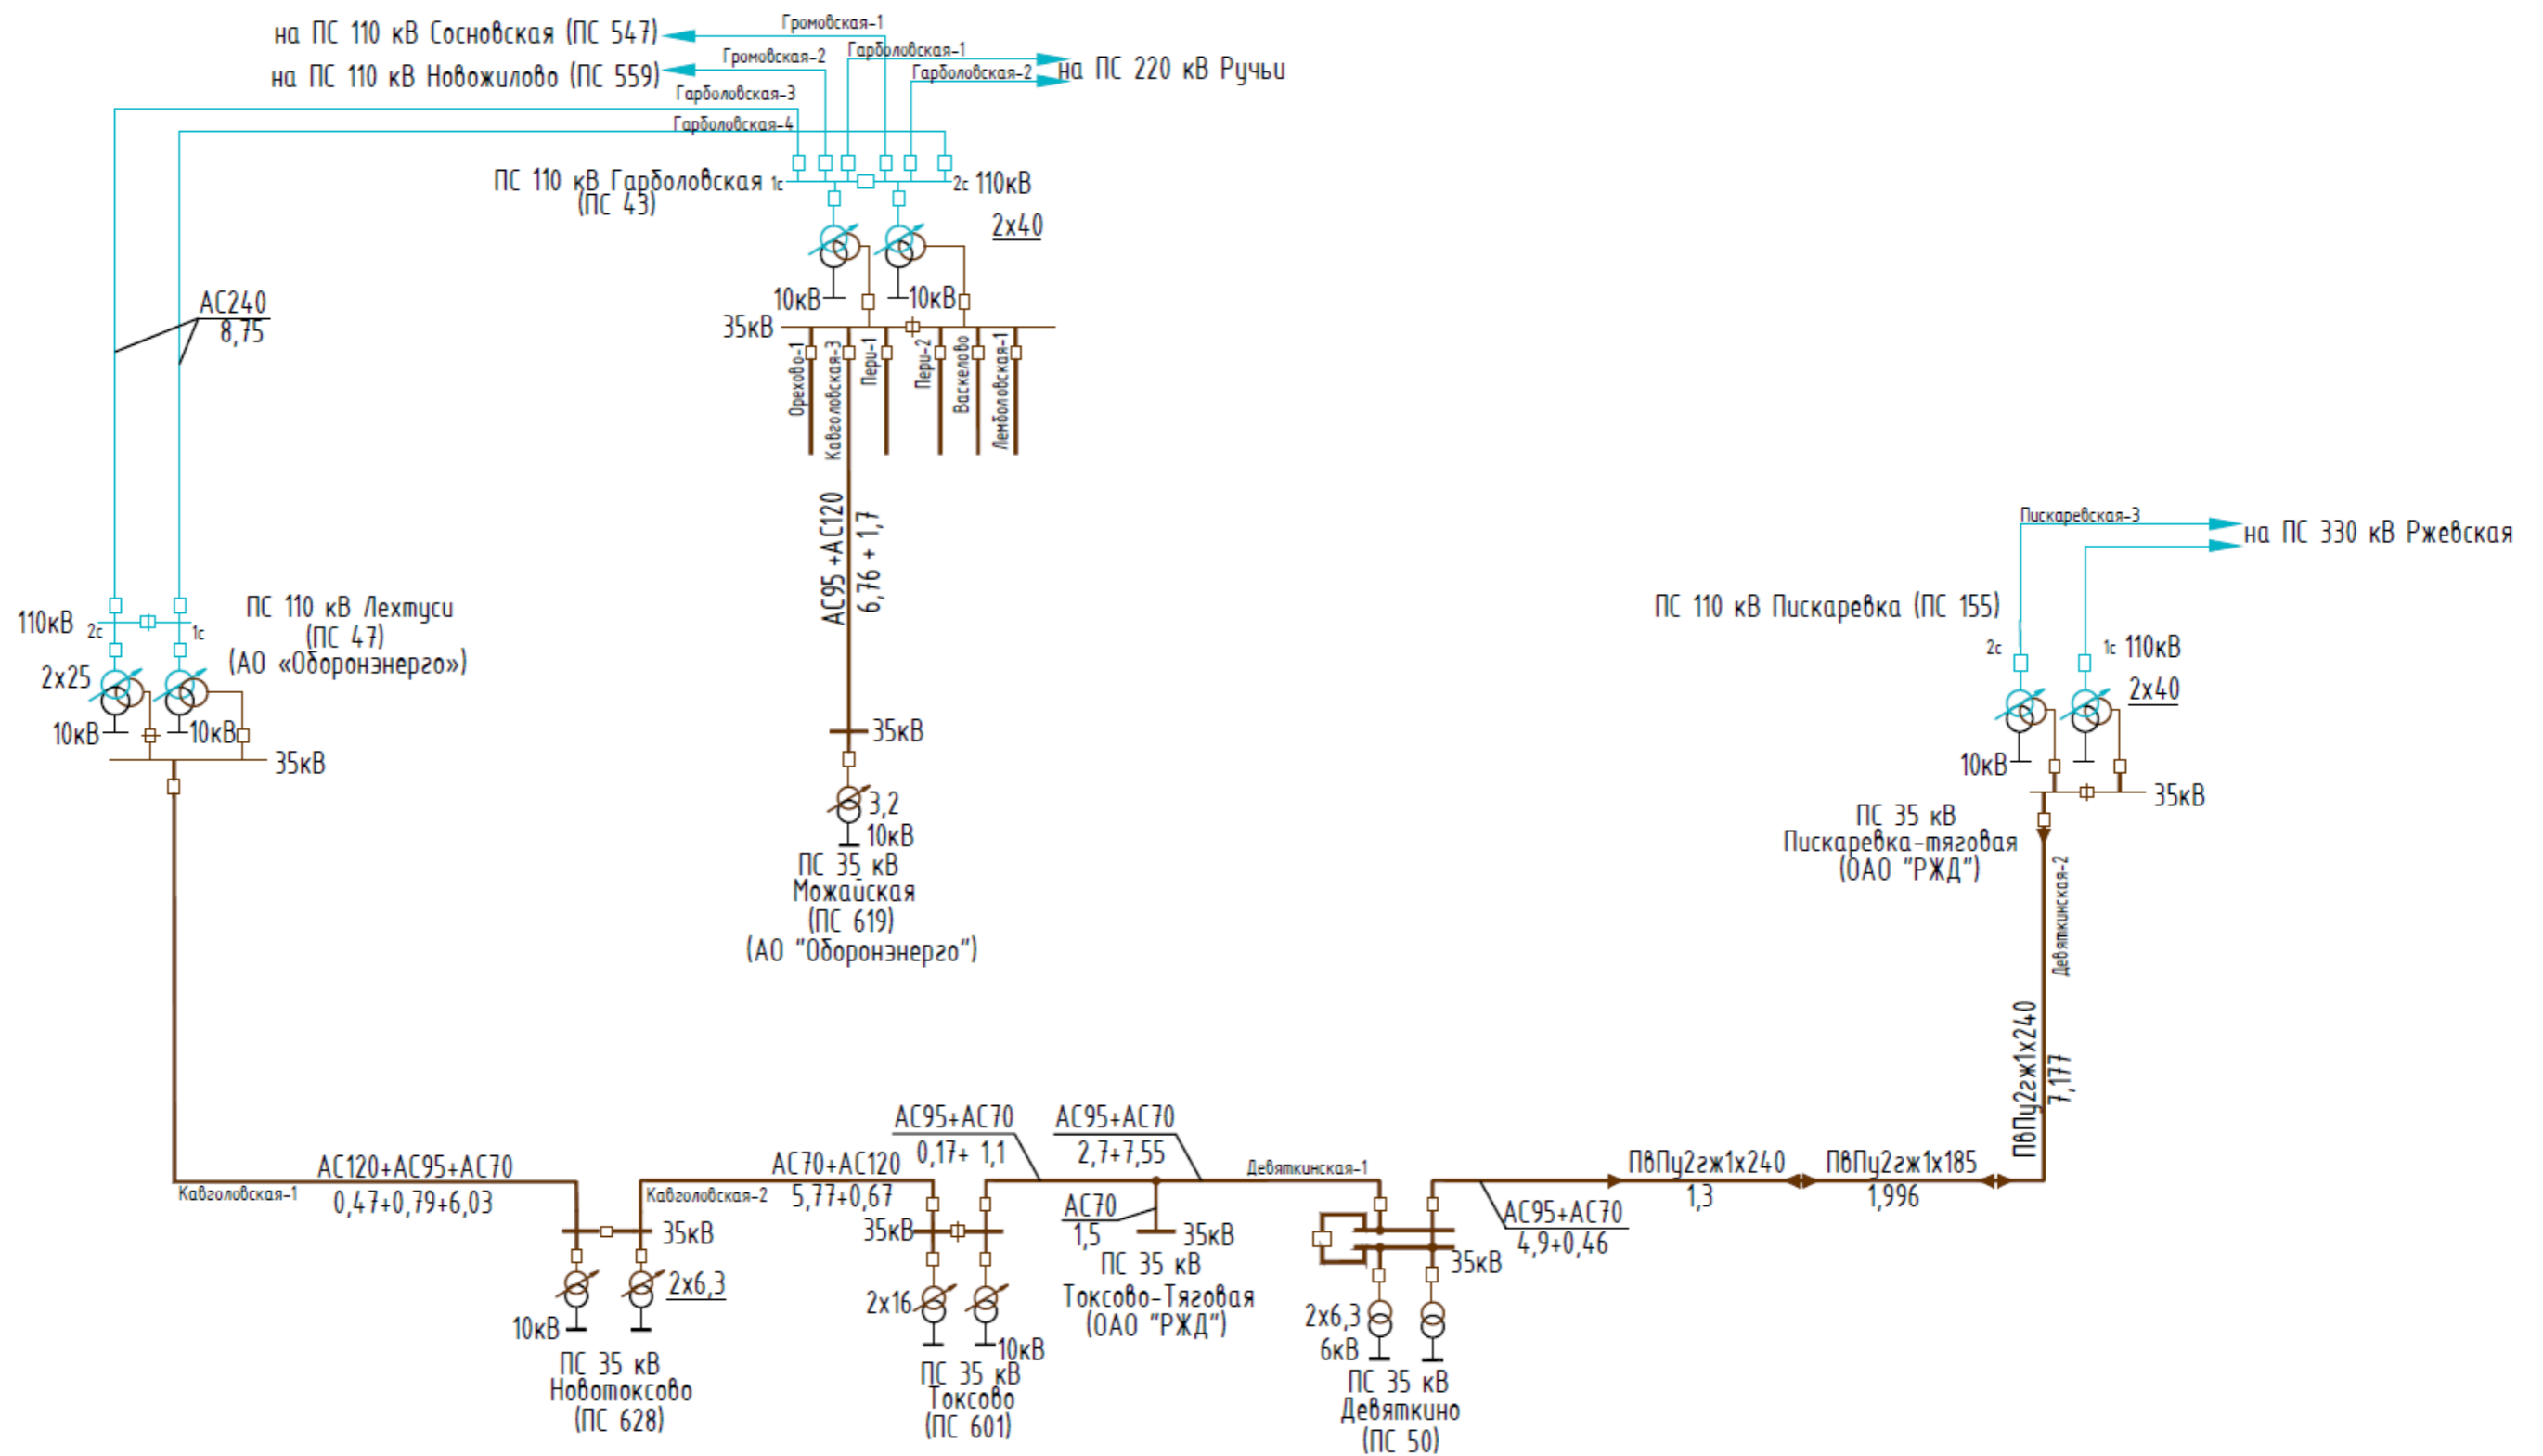 Громовская-1
на ПС 110 кВ Сосновская (ПС 547)
Громовская-2
на ПС 110 кВ Новожилово (ПС 559)
Гарболовская-1
Гарболовская-2
на ПС 220 кВ Ручьи
Гарболовская-3
Гарболовская-4
ПС 110 кВ Гарболовская
(ПС 43)
1с
2с
110кВ
2х40
10кВ
10кВ
35кВ
Орехово-1
Кавголовская-3
Пери-1
Пери-2
Васкелово
Лемболовская-1
АС240
8,75
АС95 +АС120
6,76 + 1,7
35кВ
3,2
10кВ
ПС 35 кВ
Можайская
(ПС 619)
(АО "Оборонэнерго")
110кВ
2с
1с
ПС 110 кВ Лехтуси
(ПС 47)
(АО «Оборонэнерго»)
2х25
10кВ
10кВ
35кВ
Пискаревская-3
на ПС 330 кВ Ржевская
ПС 110 кВ Пискаревка (ПС 155)
2с
1с
110кВ
2х40
10кВ
35кВ
ПС 35 кВ
Пискаревка-тяговая
(ОАО "РЖД")
Девяткинская-2
ПвПу2гж1х240
7,177
АС120+АС95+АС70
0,47+0,79+6,03
Кавголовская-1
35кВ
2х6,3
10кВ
ПС 35 кВ
Новотоксово
(ПС 628)
АС70+АС120
5,77+0,67
Кавголовская-2
35кВ
2х16
10кВ
ПС 35 кВ
Токсово
(ПС 601)
АС95+АС70
0,17+ 1,1
АС95+АС70
2,7+7,55
Девяткинская-1
АС70
1,5
35кВ
ПС 35 кВ
Токсово-Тяговая
(ОАО "РЖД")
35кВ
2х6,3
6кВ
ПС 35 кВ
Девяткино
(ПС 50)
АС95+АС70
4,9+0,46
ПвПу2гж1х240
1,3
ПвПу2гж1х185
1,996